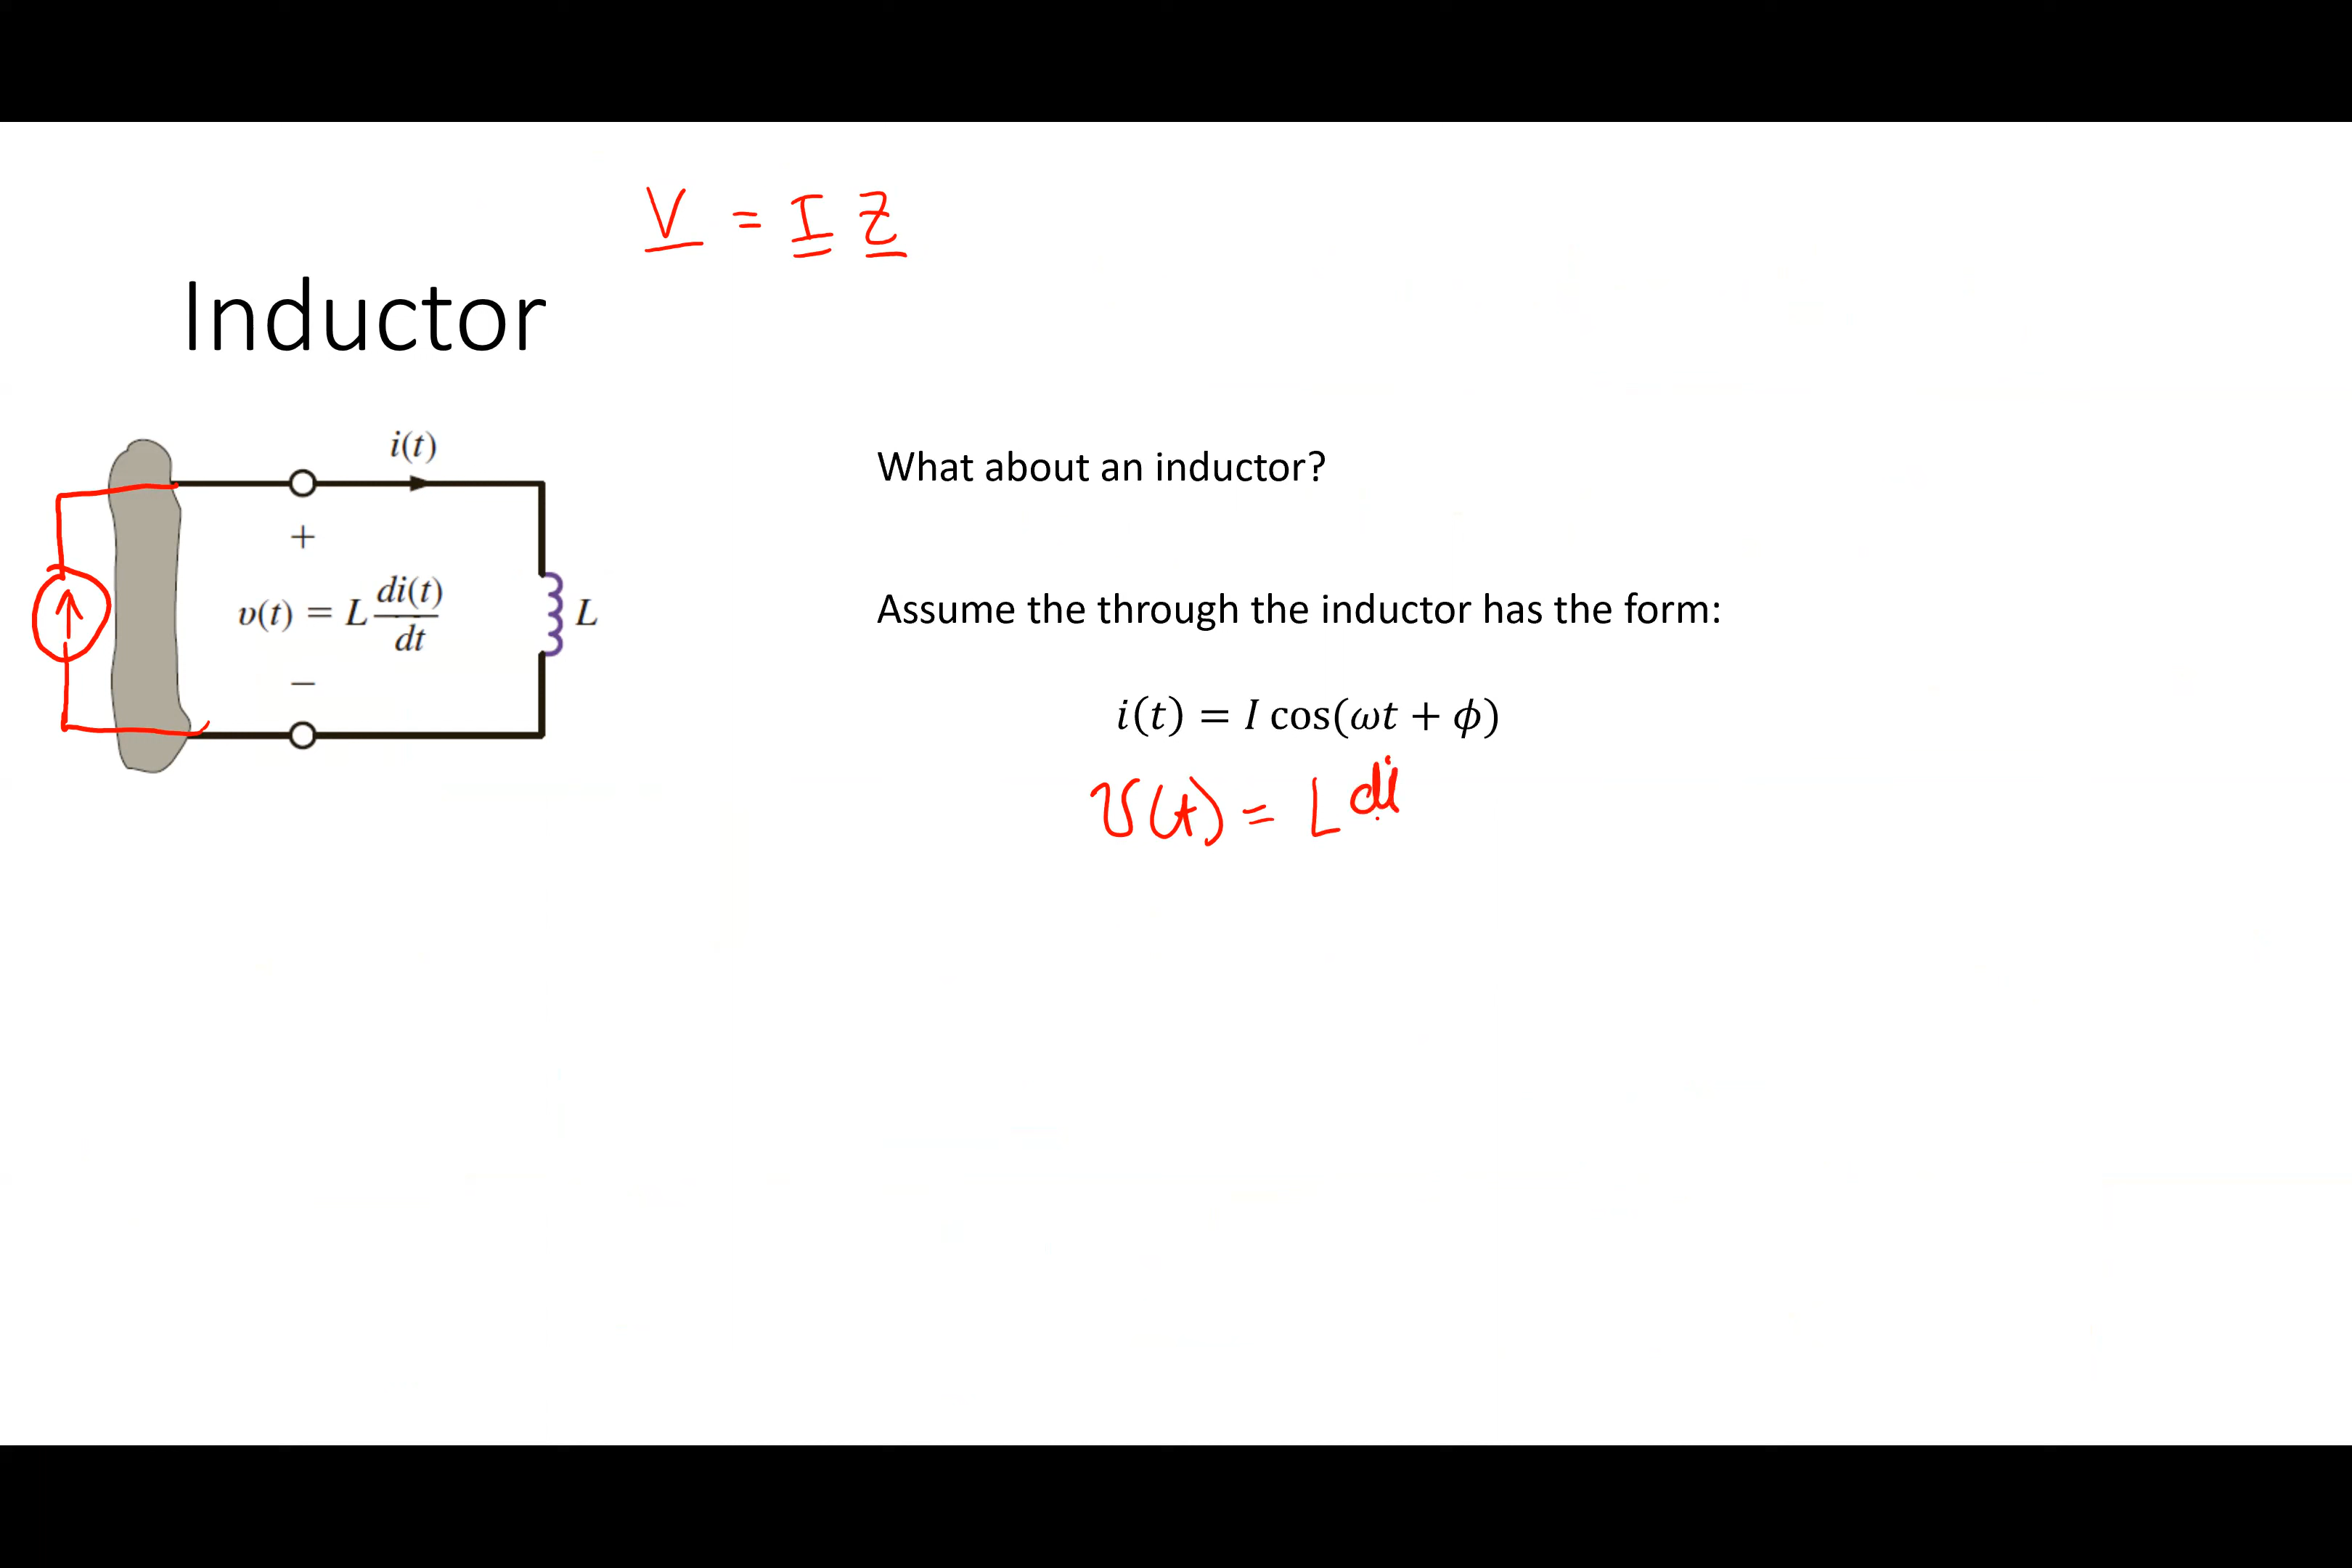 V = I Z
Inductor
i(t)
+
v(t) = L di(t)/dt
L
−
What about an inductor?
Assume the through the inductor has the form:
i(t) = I cos(ωt + ϕ)
v(t) = L di